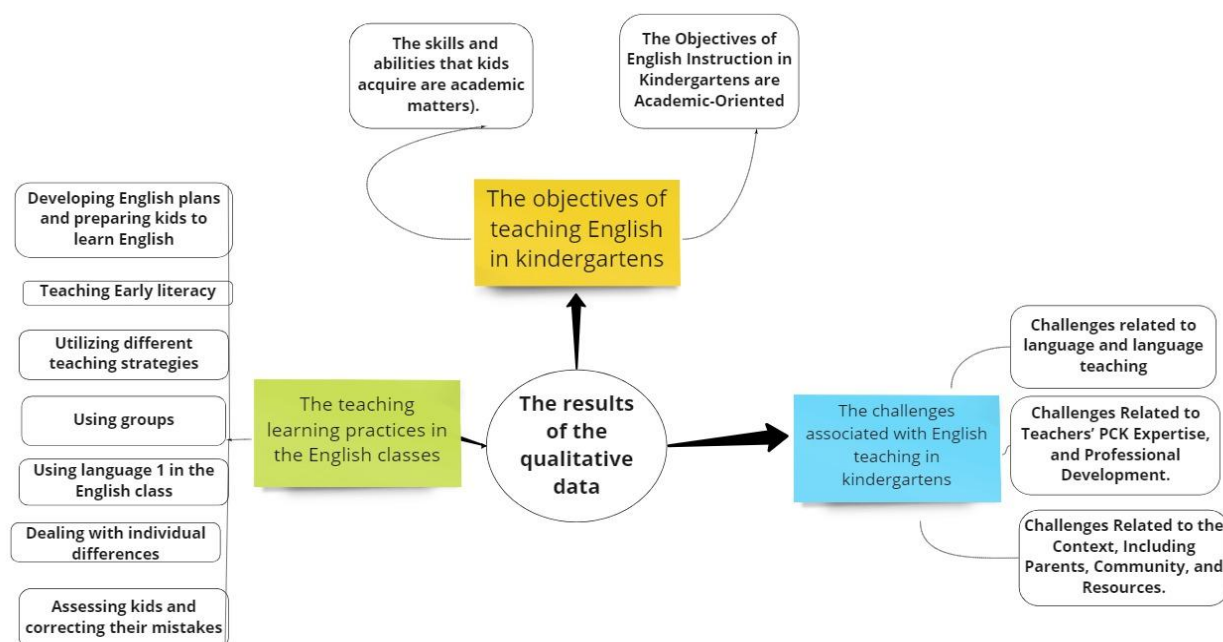 The skills and
abilities that kids
acquire are academic
matters).
The Objectives of
English Instruction in
Kindergartens are
Academic-Oriented
The objectives of
teaching English
in kindergartens
Developing English plans
and preparing kids to
learn English
Teaching Early literacy
Utilizing different
teaching strategies
Using groups
Using language 1 in the
English class
Dealing with individual
differences
Assessing kids and
correcting their mistakes
The teaching
learning practices in
the English classes
The results
of the
qualitative
data
The challenges
associated with English
teaching in
kindergartens
Challenges related to
language and language
teaching
Challenges Related to
Teachers’ PCK Expertise,
and Professional
Development.
Challenges Related to the
Context, Including
Parents, Community, and
Resources.